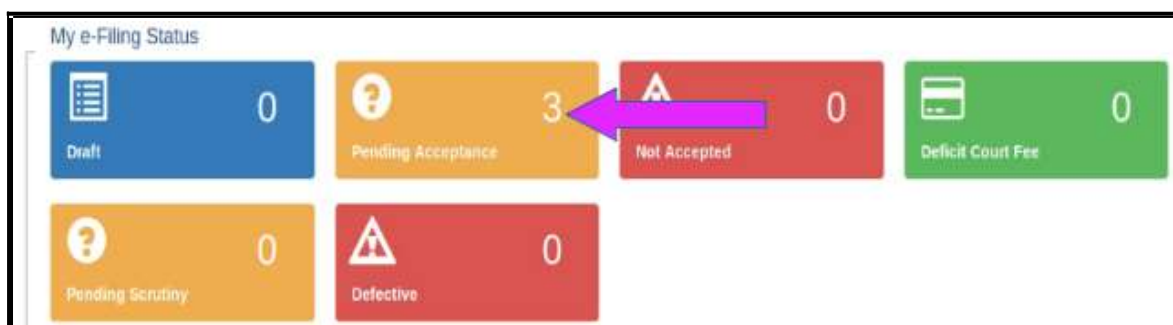 My e-Filing Status
0
Draft
3
Pending Acceptance
0
Not Accepted
0
Deficit Court Fee
0
Pending Scrutiny
0
Defective